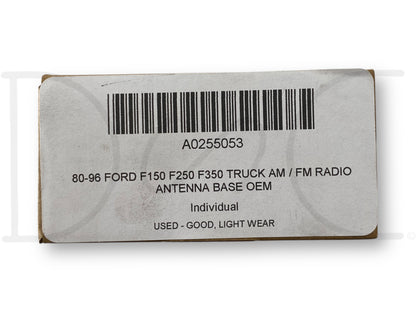 A0255053
80-96 FORD F150 F250 F350 TRUCK AM / FM RADIO
ANTENNA BASE OEM
Individual
USED - GOOD, LIGHT WEAR